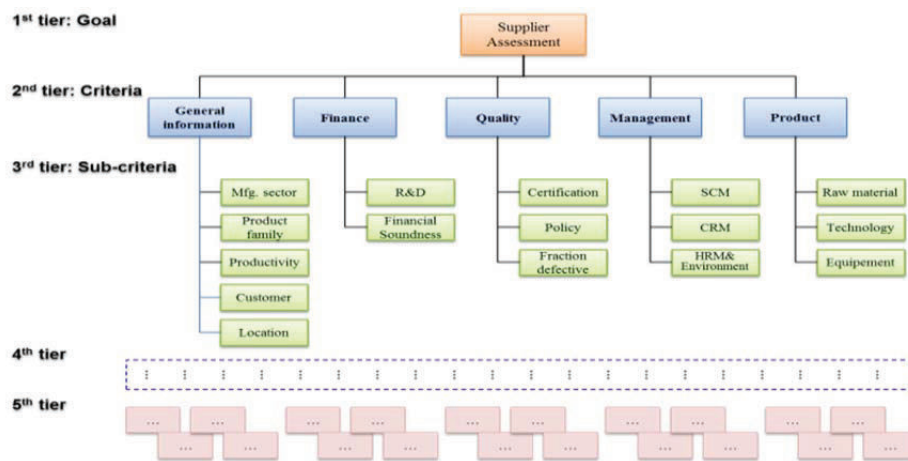 1st tier: Goal
Supplier
Assessment
2nd tier: Criteria
General
information
Finance
Quality
Management
Product
3rd tier: Sub-criteria
Mfg. sector
R&D
Certification
SCM
Raw material
Product
family
Financial
Soundness
Policy
CRM
Technology
Productivity
Fraction
defective
HRM&
Environment
Equipement
Customer
Location
4th tier
5th tier
... ... ... ... ... ... ... ... ... ...
... ... ... ... ... ... ... ... ... ...